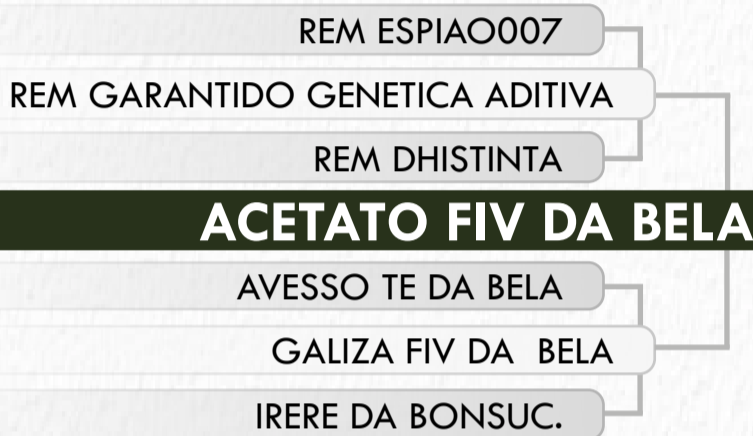 REM ESPIAO007
REM GARANTIDO GENETICA ADITIVA
REM DHISTINTA
ACETATO FIV DA BELA
AVESSO TE DA BELA
GALIZA FIV DA  BELA
IRERE DA BONSUC.